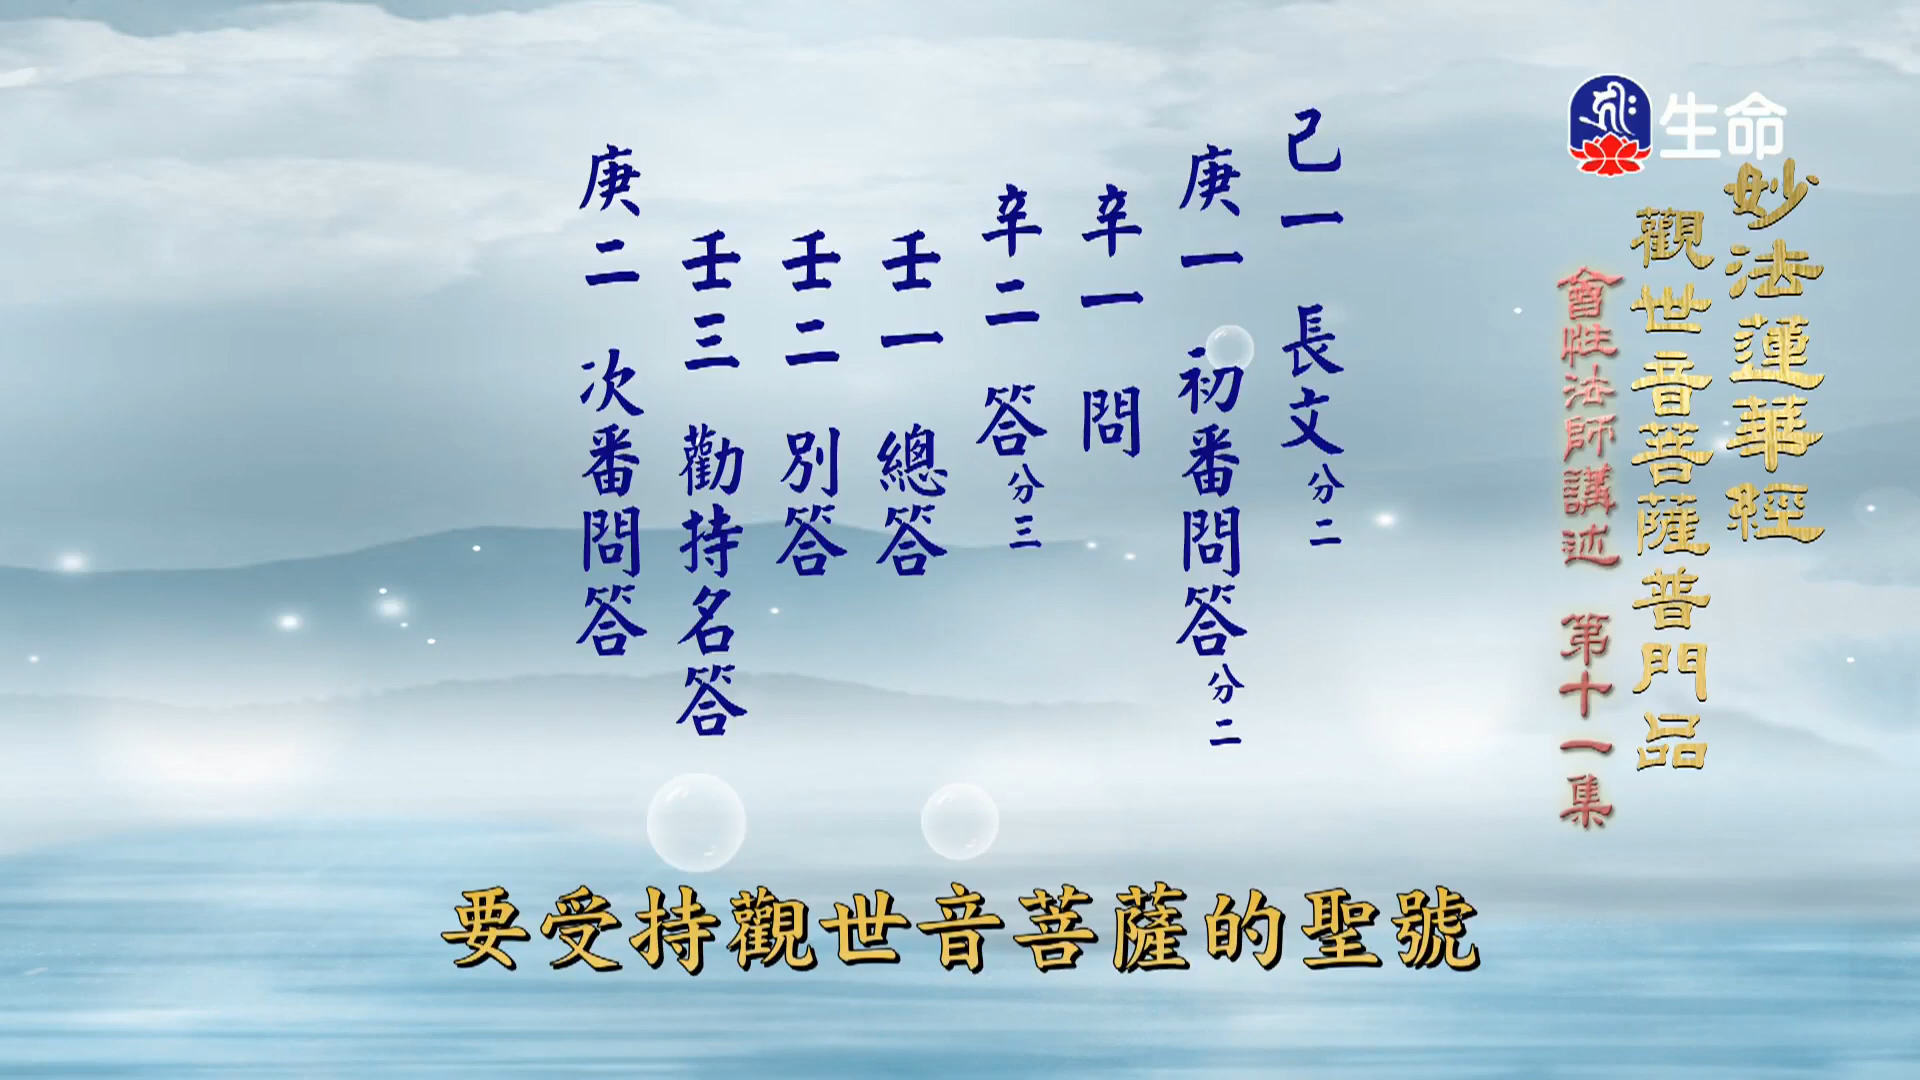 生命
妙法蓮華經
觀世音菩薩普門品
會性法師講述 第十一集
己一 長文分二
庚一 初番問答分二
辛一 問
辛二 答分三
壬一 總答
壬二 別答
壬三 勸持名答
庚二 次番問答
要受持觀世音菩薩的聖號